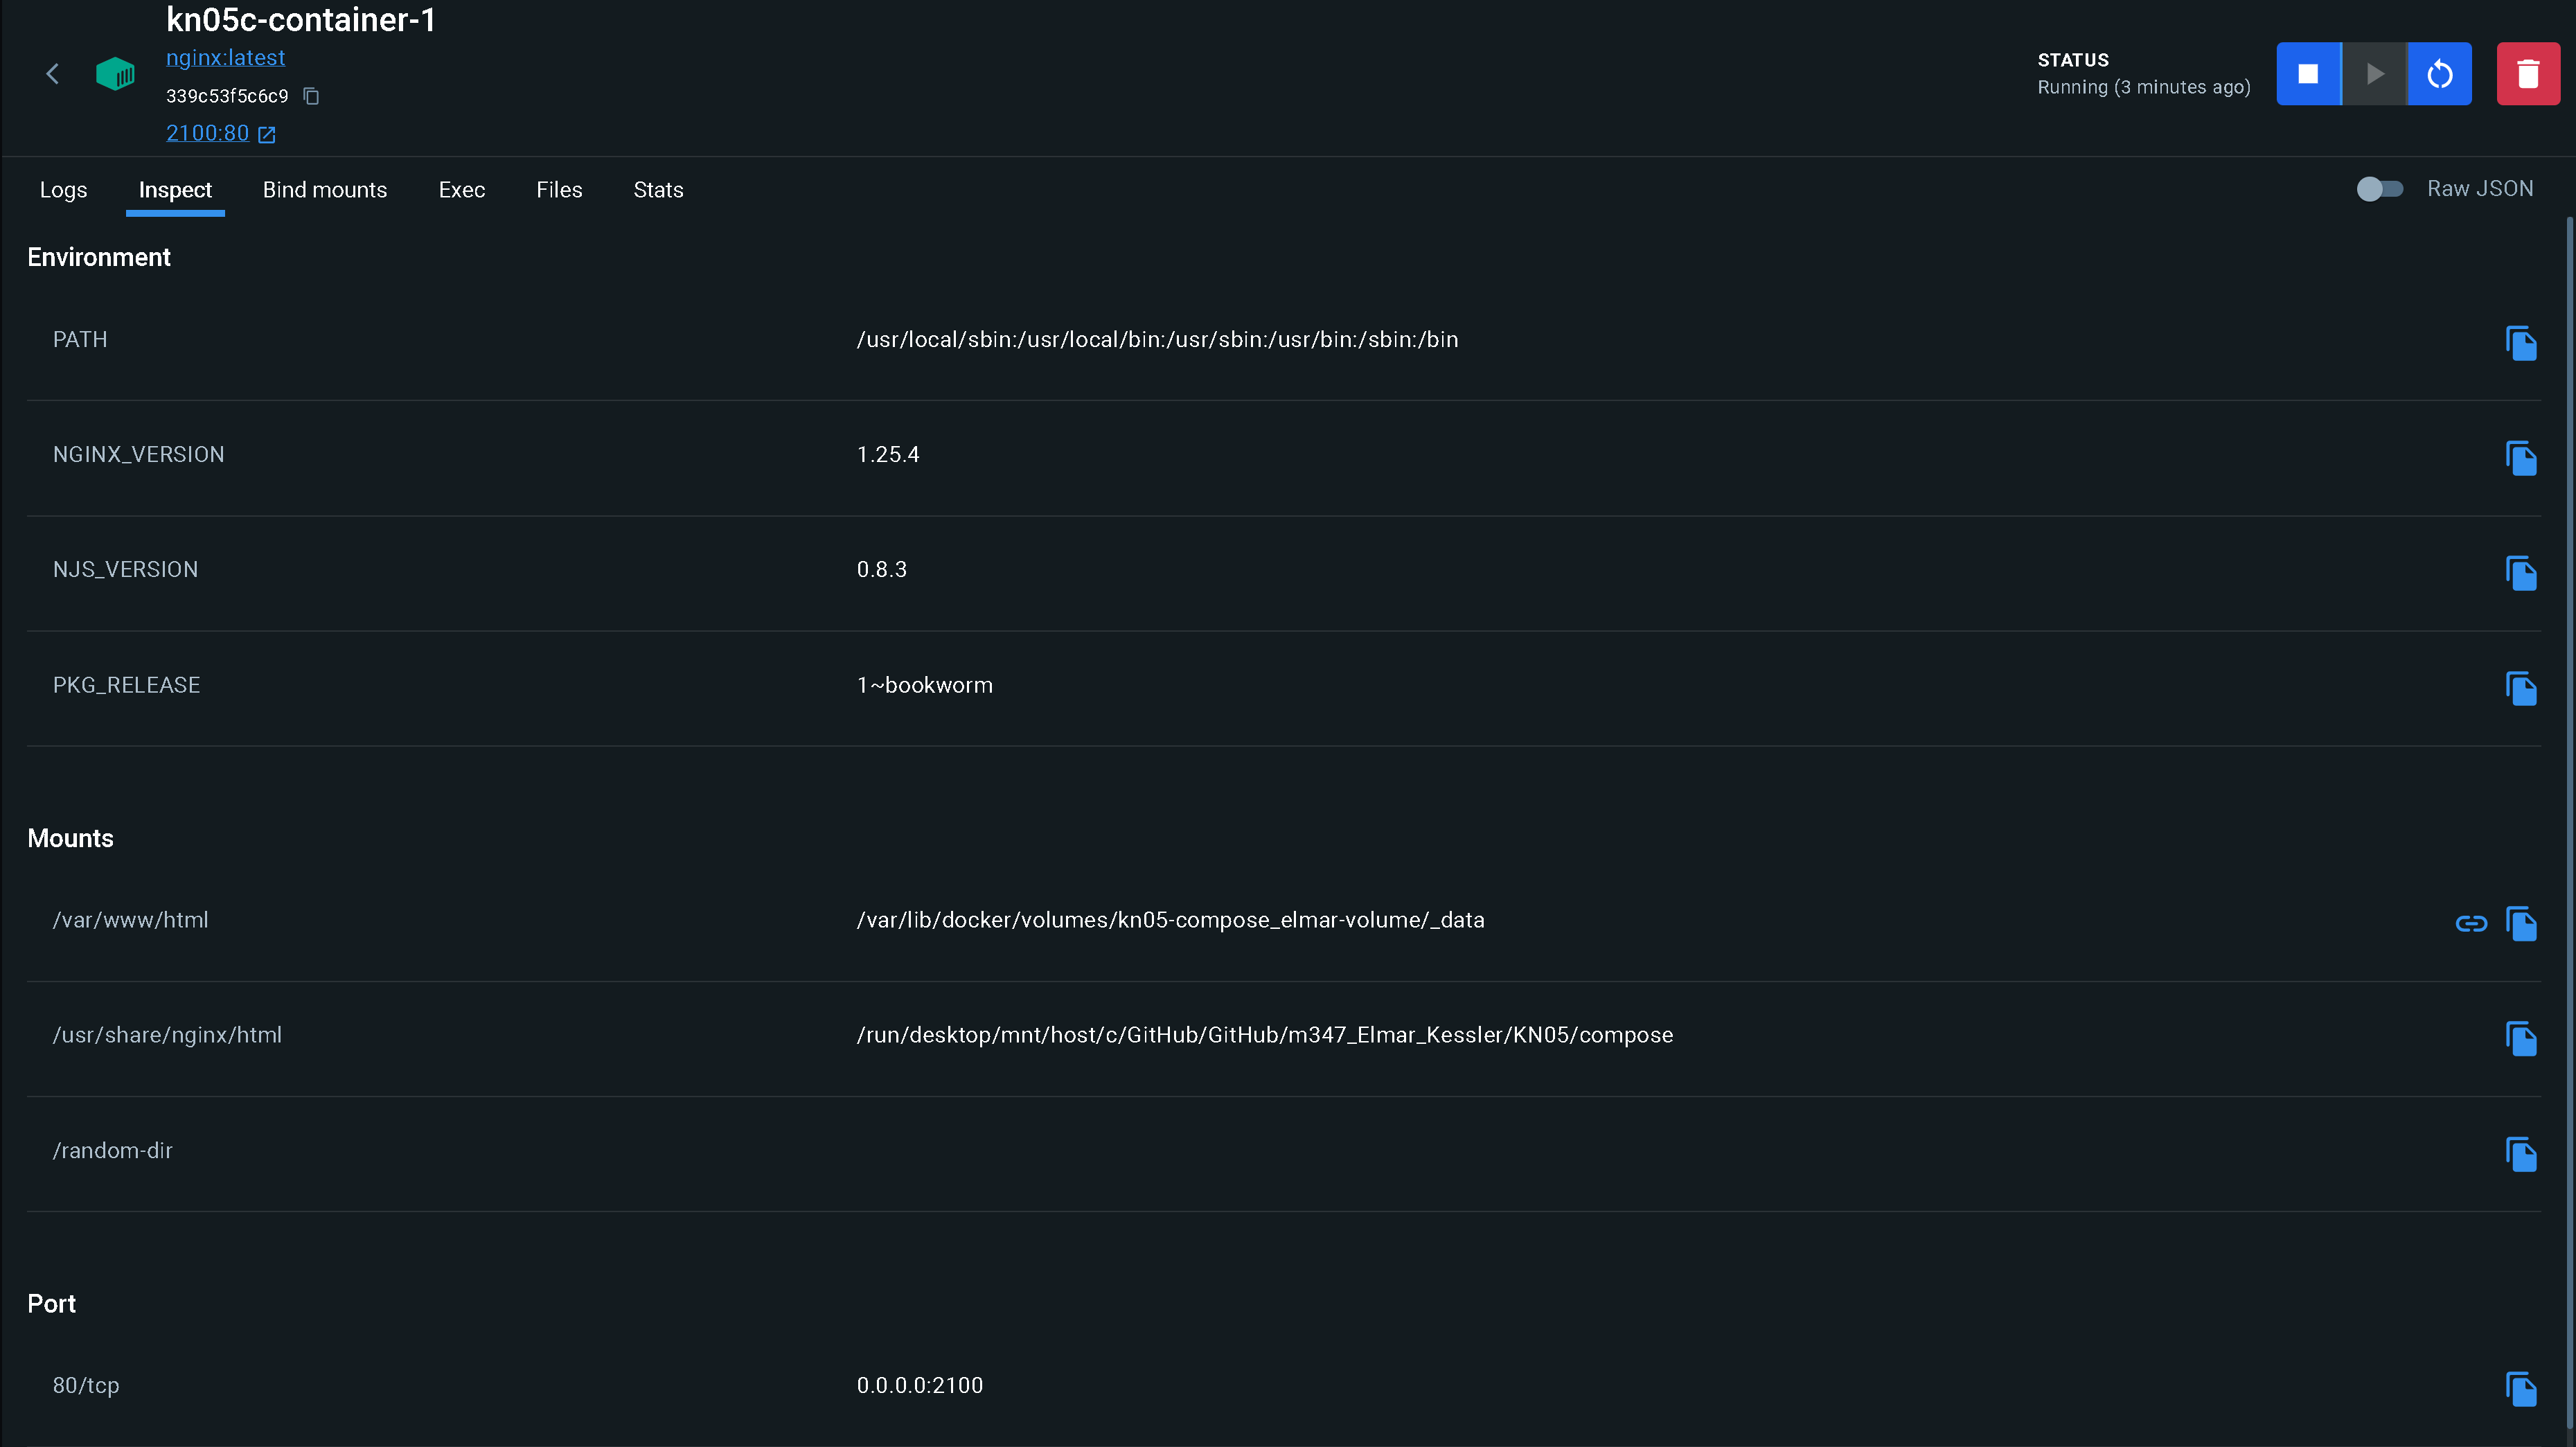 kn05c-container-1
nginx:latest
339c53f5c6c9
2100:80
STATUS
Running (3 minutes ago)
Logs Inspect Bind mounts Exec Files Stats Raw JSON
Environment
PATH /usr/local/sbin:/usr/local/bin:/usr/sbin:/usr/bin:/sbin:/bin
NGINX_VERSION 1.25.4
NJS_VERSION 0.8.3
PKG_RELEASE 1~bookworm
Mounts
/var/www/html /var/lib/docker/volumes/kn05-compose_elmar-volume/_data
/usr/share/nginx/html /run/desktop/mnt/host/c/GitHub/GitHub/m347_Elmar_Kessler/KN05/compose
/random-dir
Port
80/tcp 0.0.0.0:2100